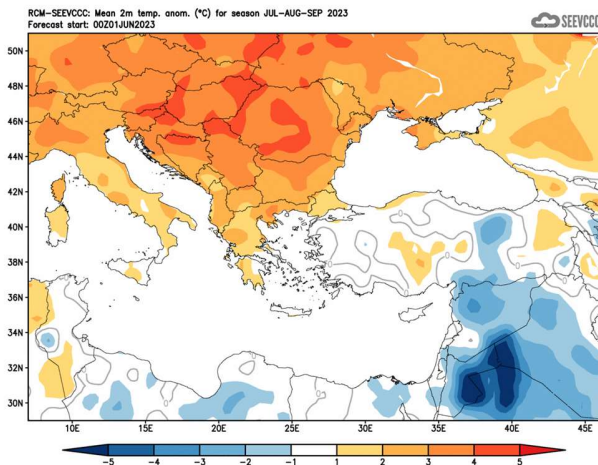 RCM-SEEVCCC: Mean 2m temp. anom. (°C) for season JUL-AUG-SEP 2023
Forecast start: 00Z01JUN2023
SEEVCCC
50N
48N
46N
44N
42N
40N
38N
36N
34N
32N
30N
10E 15E 20E 25E 30E 35E 40E 45E
-5 -4 -3 -2 -1 1 2 3 4 5